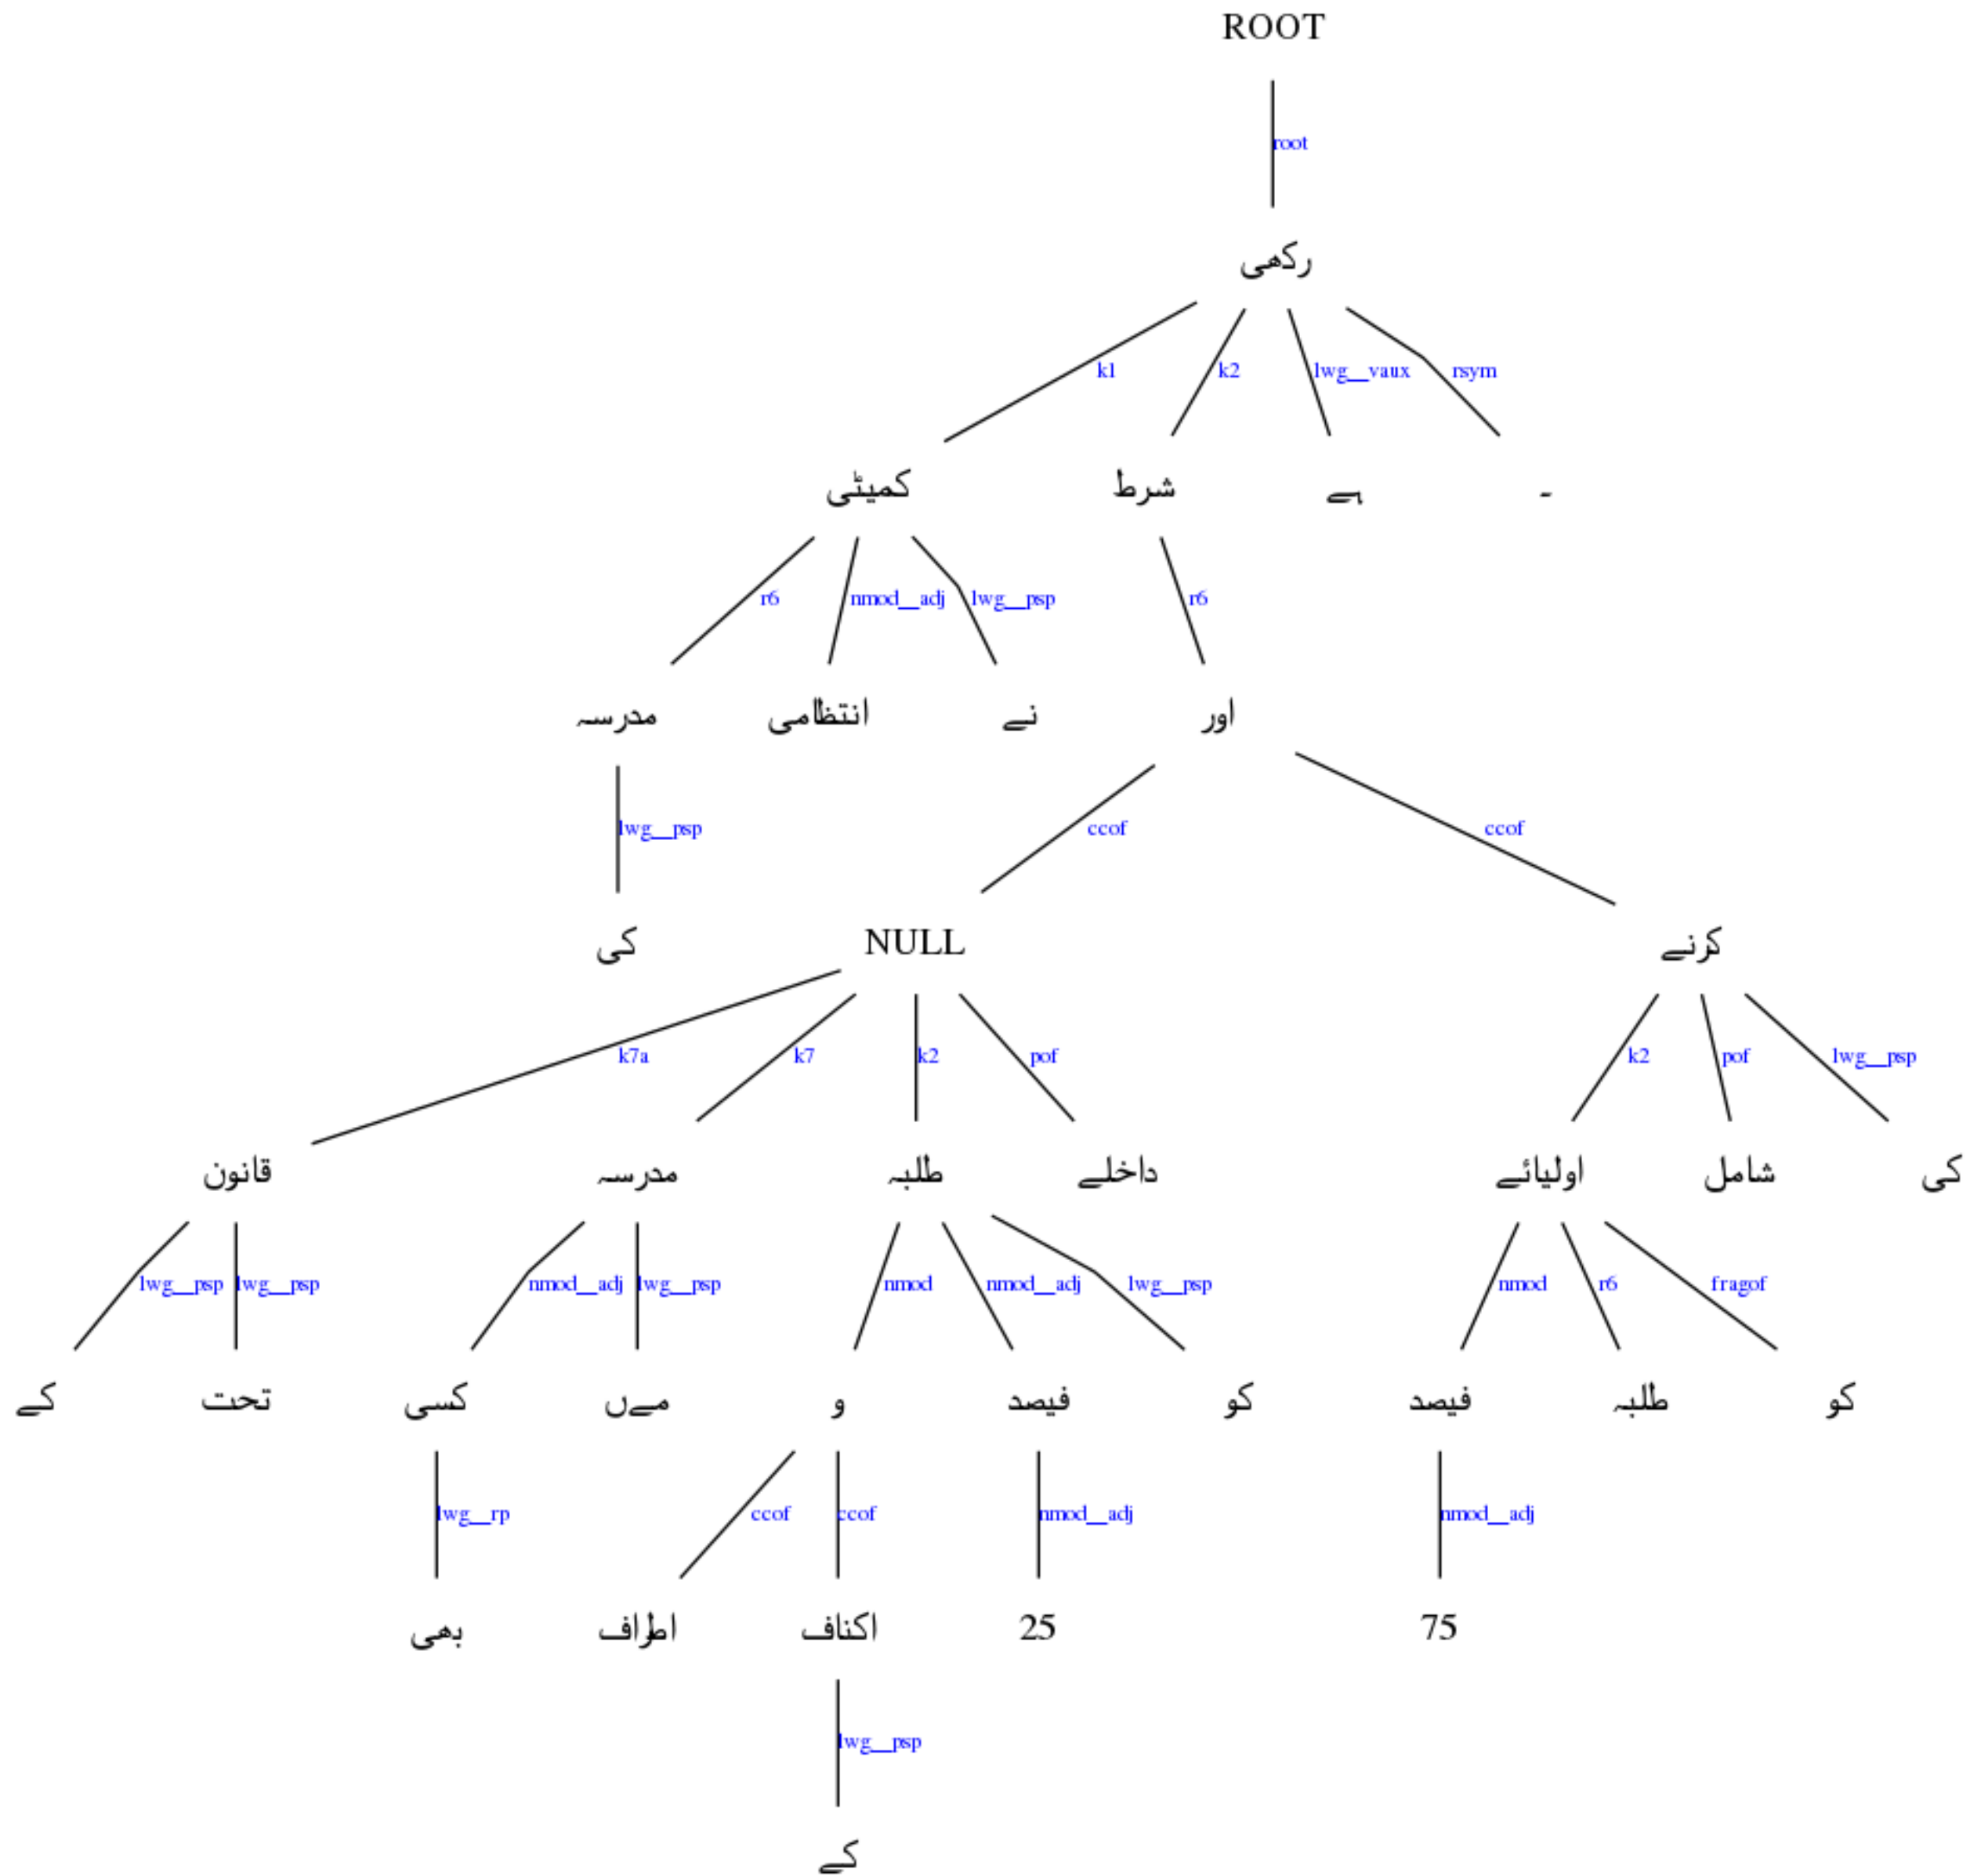 ROOT
root
رکھی
k1 k2 lwg__vaux rsym
کمیٹی شرط ہے ۔
r6 nmod__adj lwg__psp r6
مدرسہ انتظامی نے اور
lwg__psp ccof ccof
کی NULL کرنے
k7a k7 k2 pof k2 pof lwg__psp
قانون مدرسہ طلبہ داخلے اولیائے شامل کی
lwg__psp lwg__psp nmod__adj lwg__psp nmod nmod__adj lwg__psp nmod r6 fragof
کے تحت کسی مےں و فیصد کو فیصد طلبہ کو
lwg__rp ccof ccof nmod__adj nmod__adj
بھی اطراف اکناف 25 75
lwg__psp
کے